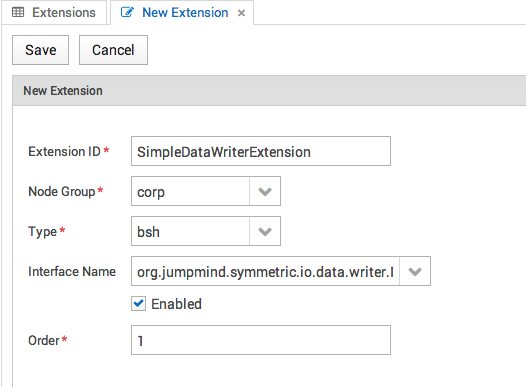 Extensions New Extension ×
Save Cancel
New Extension
Extension ID * SimpleDataWriterExtension
Node Group * corp
Type * bsh
Interface Name org.jumpmind.symmetric.io.data.writer.
Enabled
Order * 1